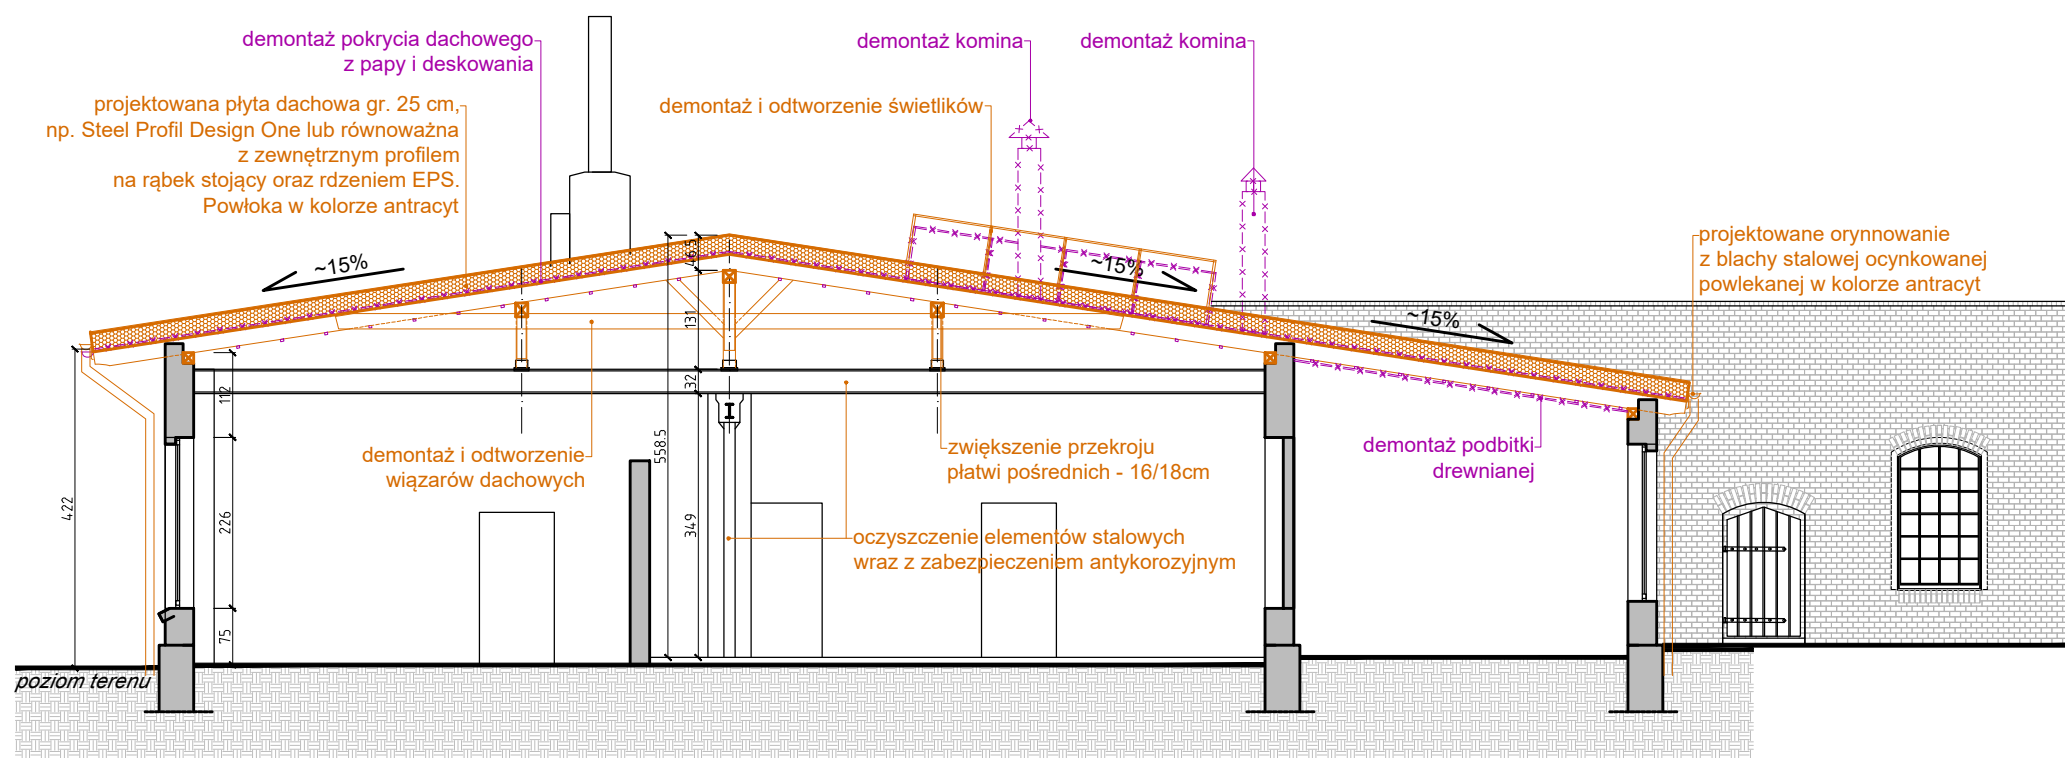 demontaż pokrycia dachowego
z papy i deskowania
demontaż komina
demontaż komina
projektowana płyta dachowa gr. 25 cm,
np. Steel Profil Design One lub równoważna
z zewnętrznym profilem
na rąbek stojący oraz rdzeniem EPS.
Powłoka w kolorze antracyt
demontaż i odtworzenie świetlików
projektowane orynnowanie
z blachy stalowej ocynkowanej
powlekanej w kolorze antracyt
~15%
~15%
~15%
46.5
131
32
112
558.5
349
422
226
75
demontaż i odtworzenie
wiązarów dachowych
zwiększenie przekroju
płatwi pośrednich - 16/18cm
demontaż podbitki
drewnianej
oczyszczenie elementów stalowych
wraz z zabezpieczeniem antykorozyjnym
poziom terenu